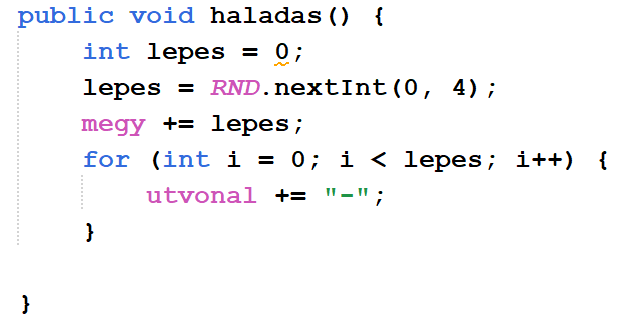 public void haladas() {
    int lepes = 0;
    lepes = RND.nextInt(0, 4);
    megy += lepes;
    for (int i = 0; i < lepes; i++) {
        utvonal += "-";
    }

}